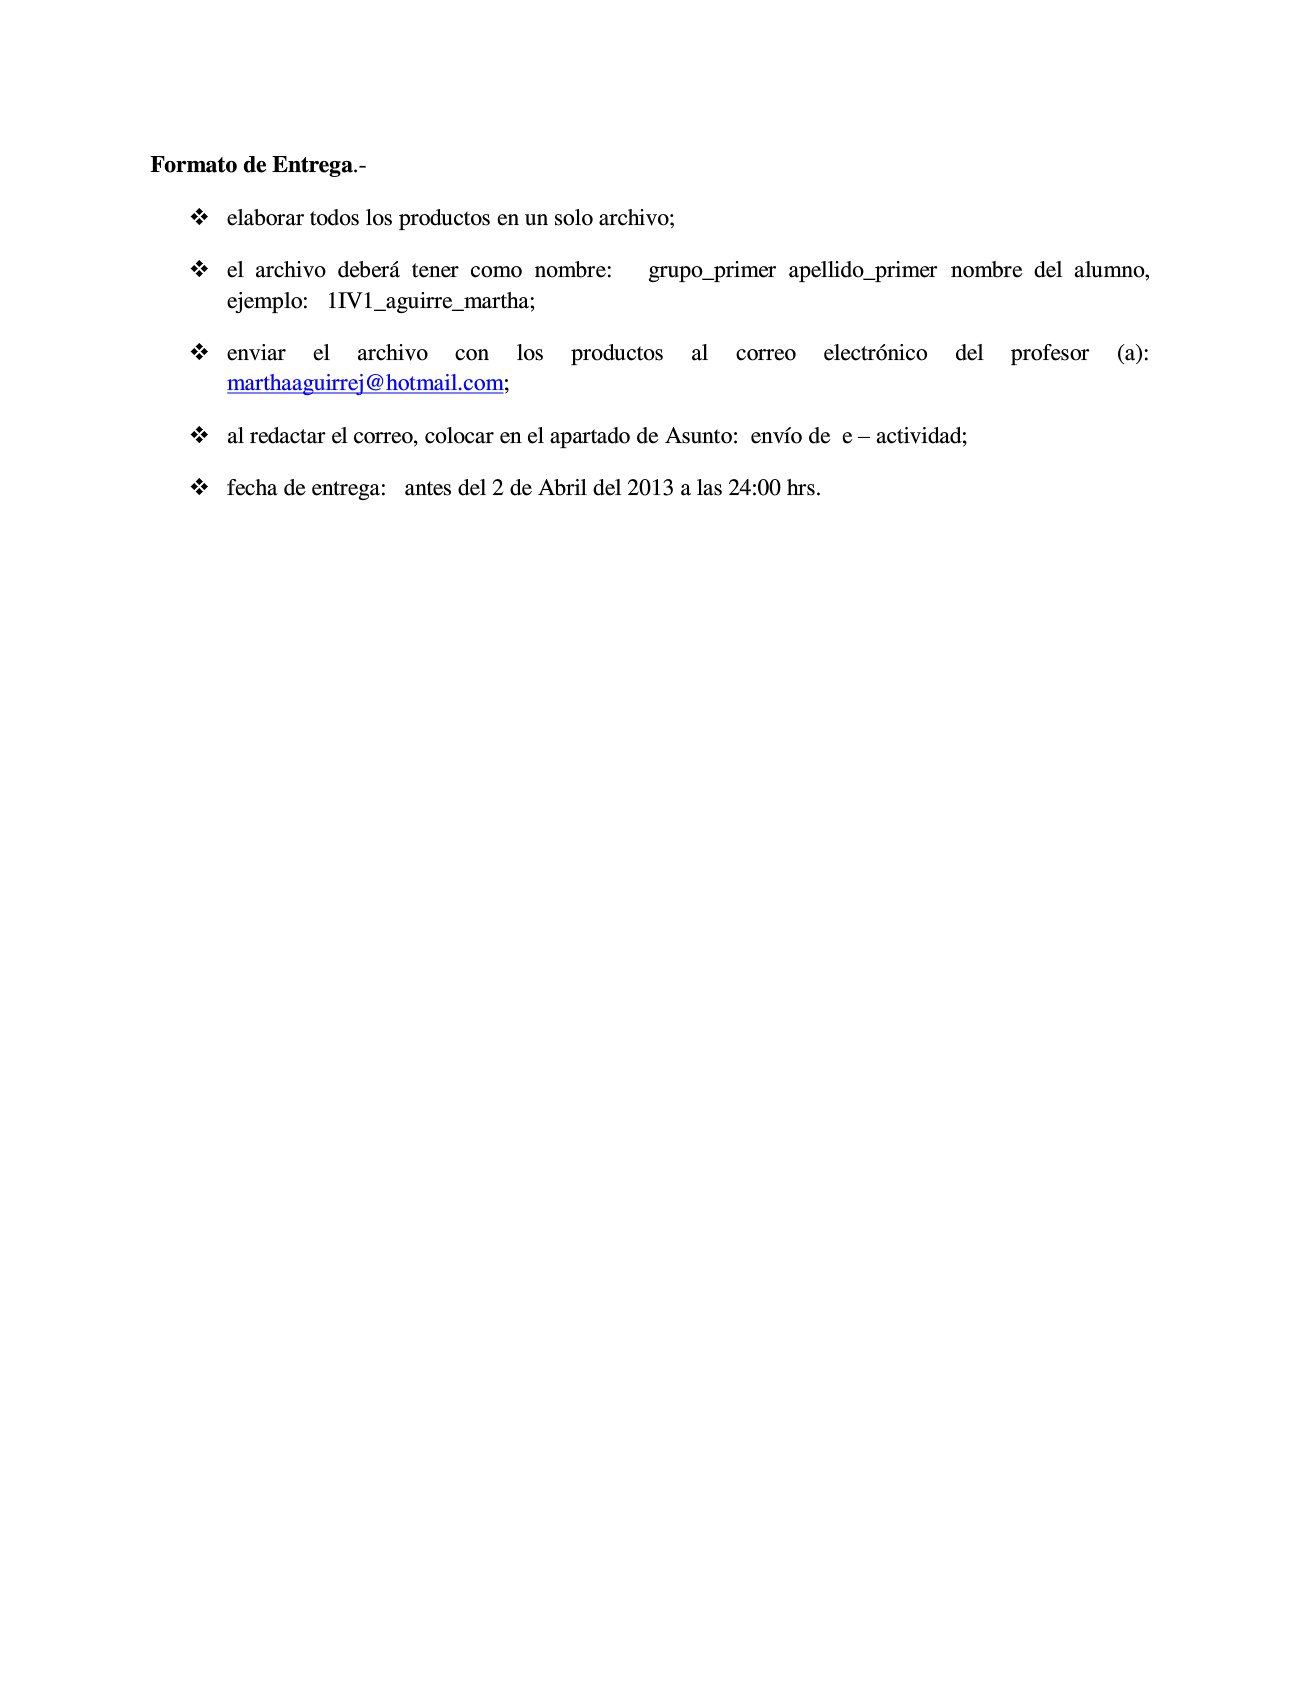 Formato de Entrega.-
❖ elaborar todos los productos en un solo archivo;
❖ el archivo deberá tener como nombre: grupo_primer apellido_primer nombre del alumno,
ejemplo: 1IV1_aguirre_martha;
❖ enviar el archivo con los productos al correo electrónico del profesor (a):
marthaaguirrej@hotmail.com;
❖ al redactar el correo, colocar en el apartado de Asunto: envío de e – actividad;
❖ fecha de entrega: antes del 2 de Abril del 2013 a las 24:00 hrs.